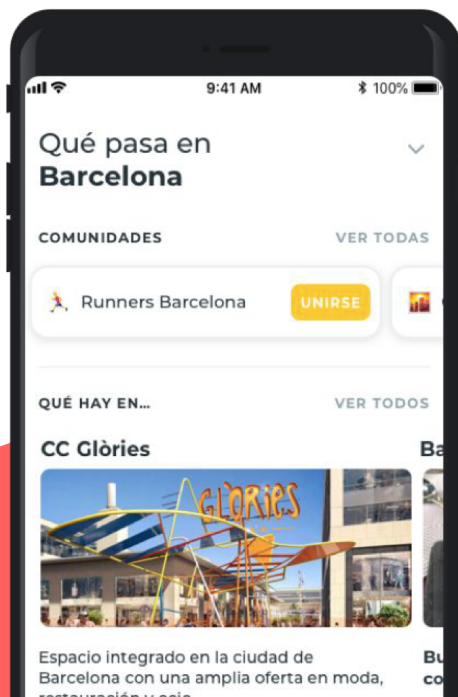 9:41 AM
100%
Qué pasa en
Barcelona
COMUNIDADES
VER TODAS
Runners Barcelona
UNIRSE
QUÉ HAY EN...
VER TODOS
CC Glòries
Ba
GLÒRIES
Espacio integrado en la ciudad de
Barcelona con una amplia oferta en moda,
Bu
co